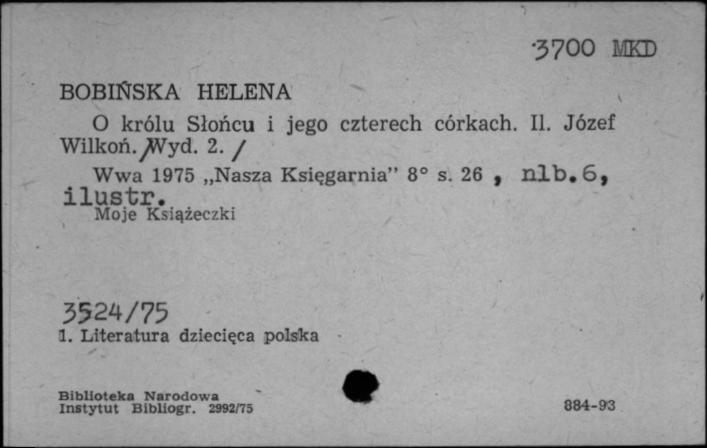 3700 MKD
BOBIŃSKA HELENA
O królu Słońcu i jego czterech córkach. Il. Józef
Wilkoń./Wyd. 2. /
Wwa 1975 „Nasza Księgarnia” 8° s. 26 , nlb.6,
ilustr.
Moje Książeczki
3524/75
1. Literatura dziecięca polska
Biblioteka Narodowa
Instytut Bibliogr. 2992/75
884-93